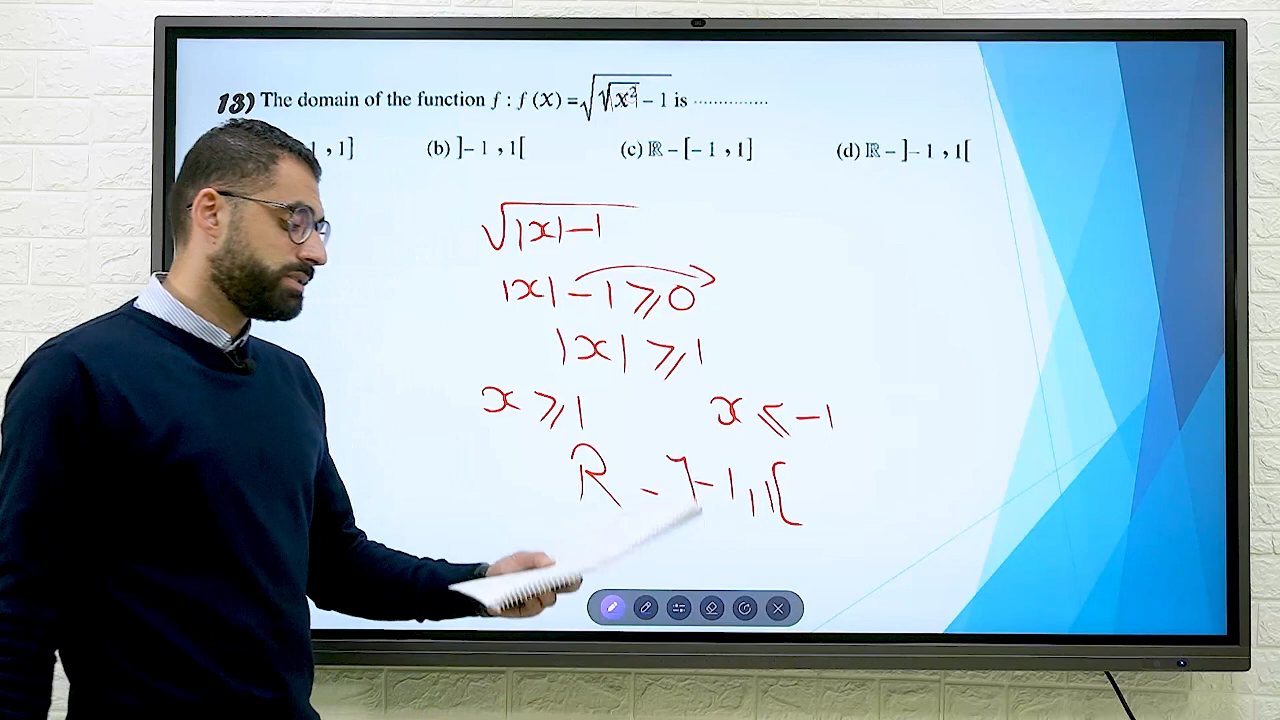 13) The domain of the function f : f (X) = √(√(x²) – 1) is ...............
, 1] (b) ]– 1 , 1[ (c) ℝ – [– 1 , 1] (d) ℝ – ]– 1 , 1[
√(|x| – 1)
|x| – 1 ⩾ 0
|x| ⩾ 1
x ⩾ 1 x ⩽ –1
R – ]–1,1[